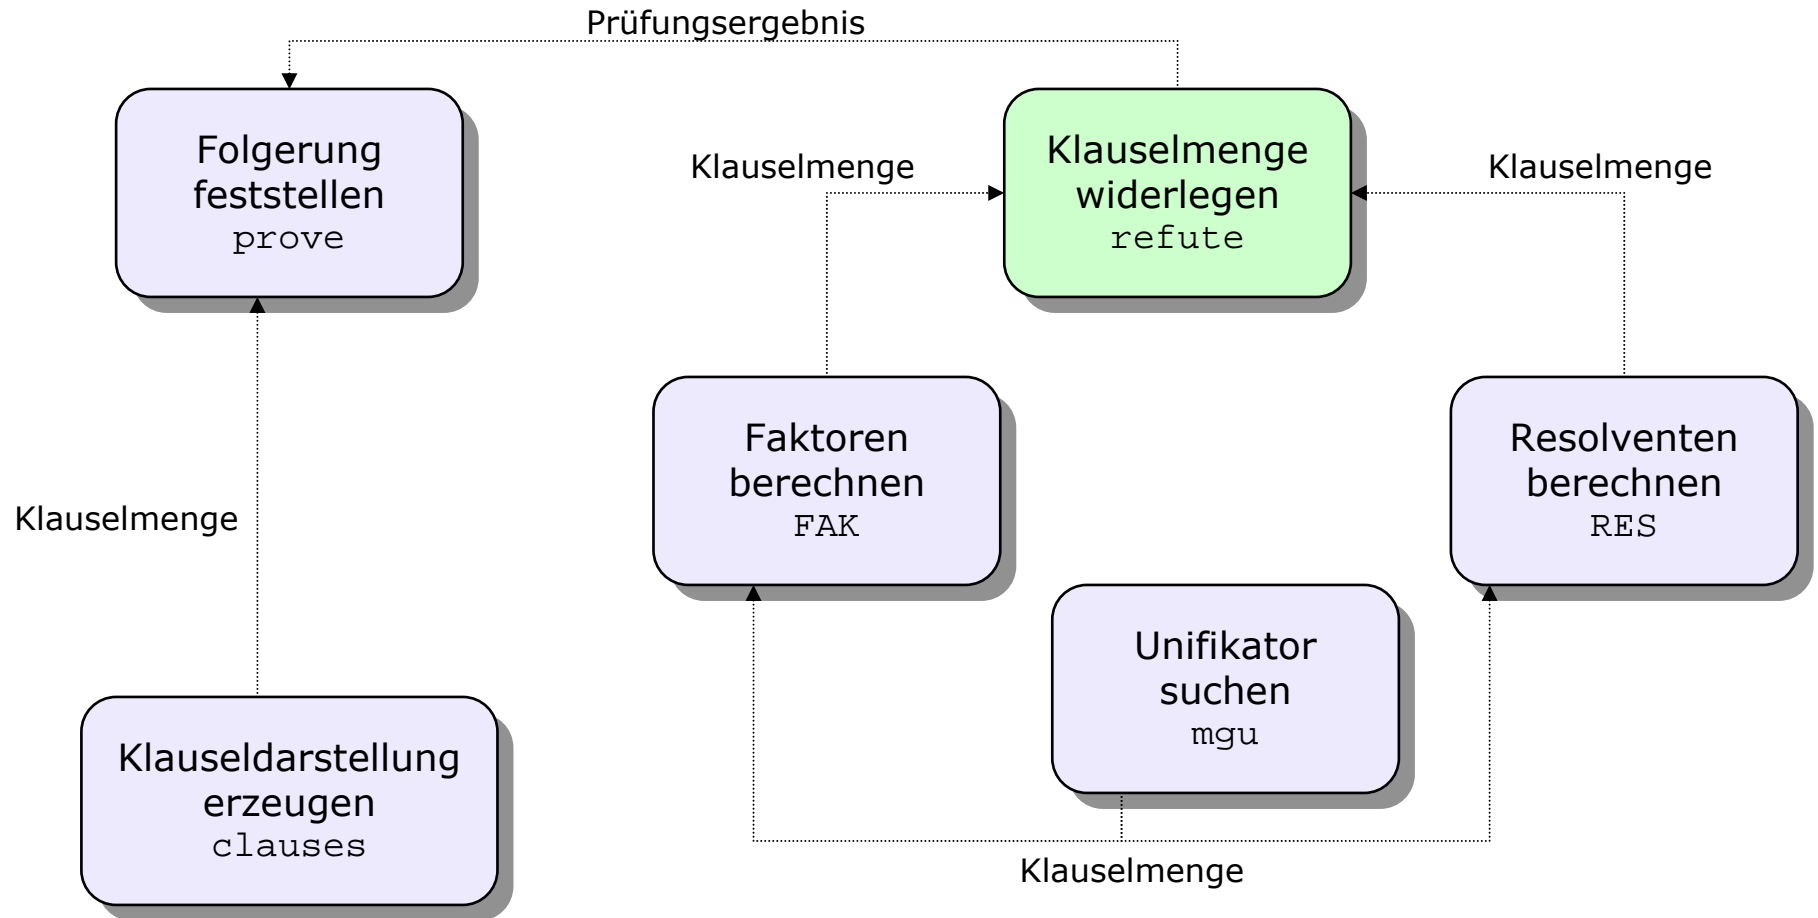 Prüfungsergebnis
Folgerung
feststellen
prove
Klauselmenge
Klauselmenge
widerlegen
refute
Klauselmenge
Faktoren
berechnen
FAK
Resolventen
berechnen
RES
Klauselmenge
Unifikator
suchen
mgu
Klauseldarstellung
erzeugen
clauses
Klauselmenge